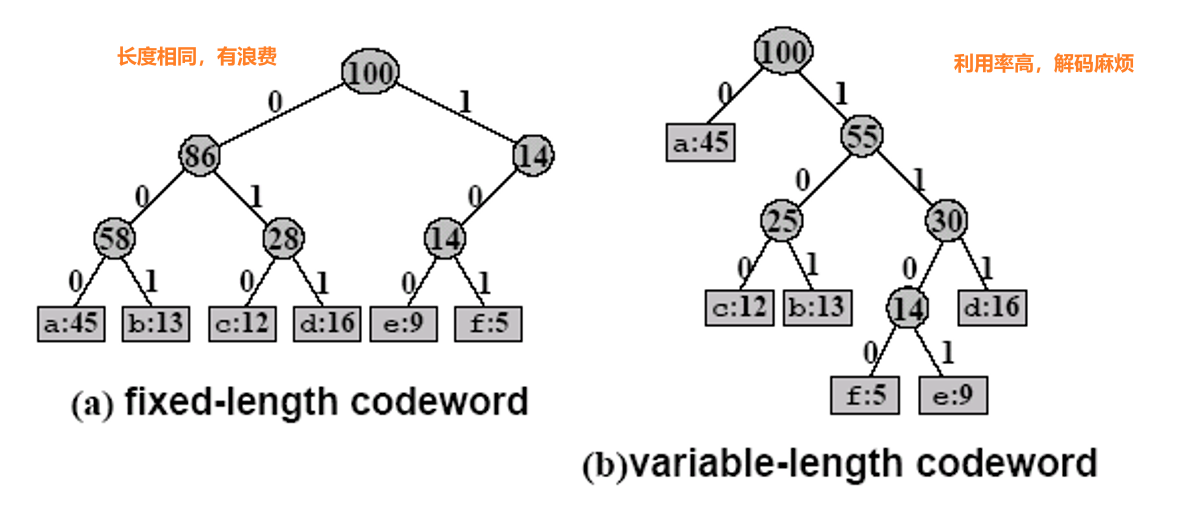 长度相同，有浪费
100
0 1
86 14
0 1 0
58 28 14
0 1 0 1 0 1
a:45 b:13 c:12 d:16 e:9 f:5
(a) fixed-length codeword
利用率高，解码麻烦
100
0 1
a:45 55
0 1
25 30
0 1 0 1
c:12 b:13 14 d:16
0 1
f:5 e:9
(b)variable-length codeword